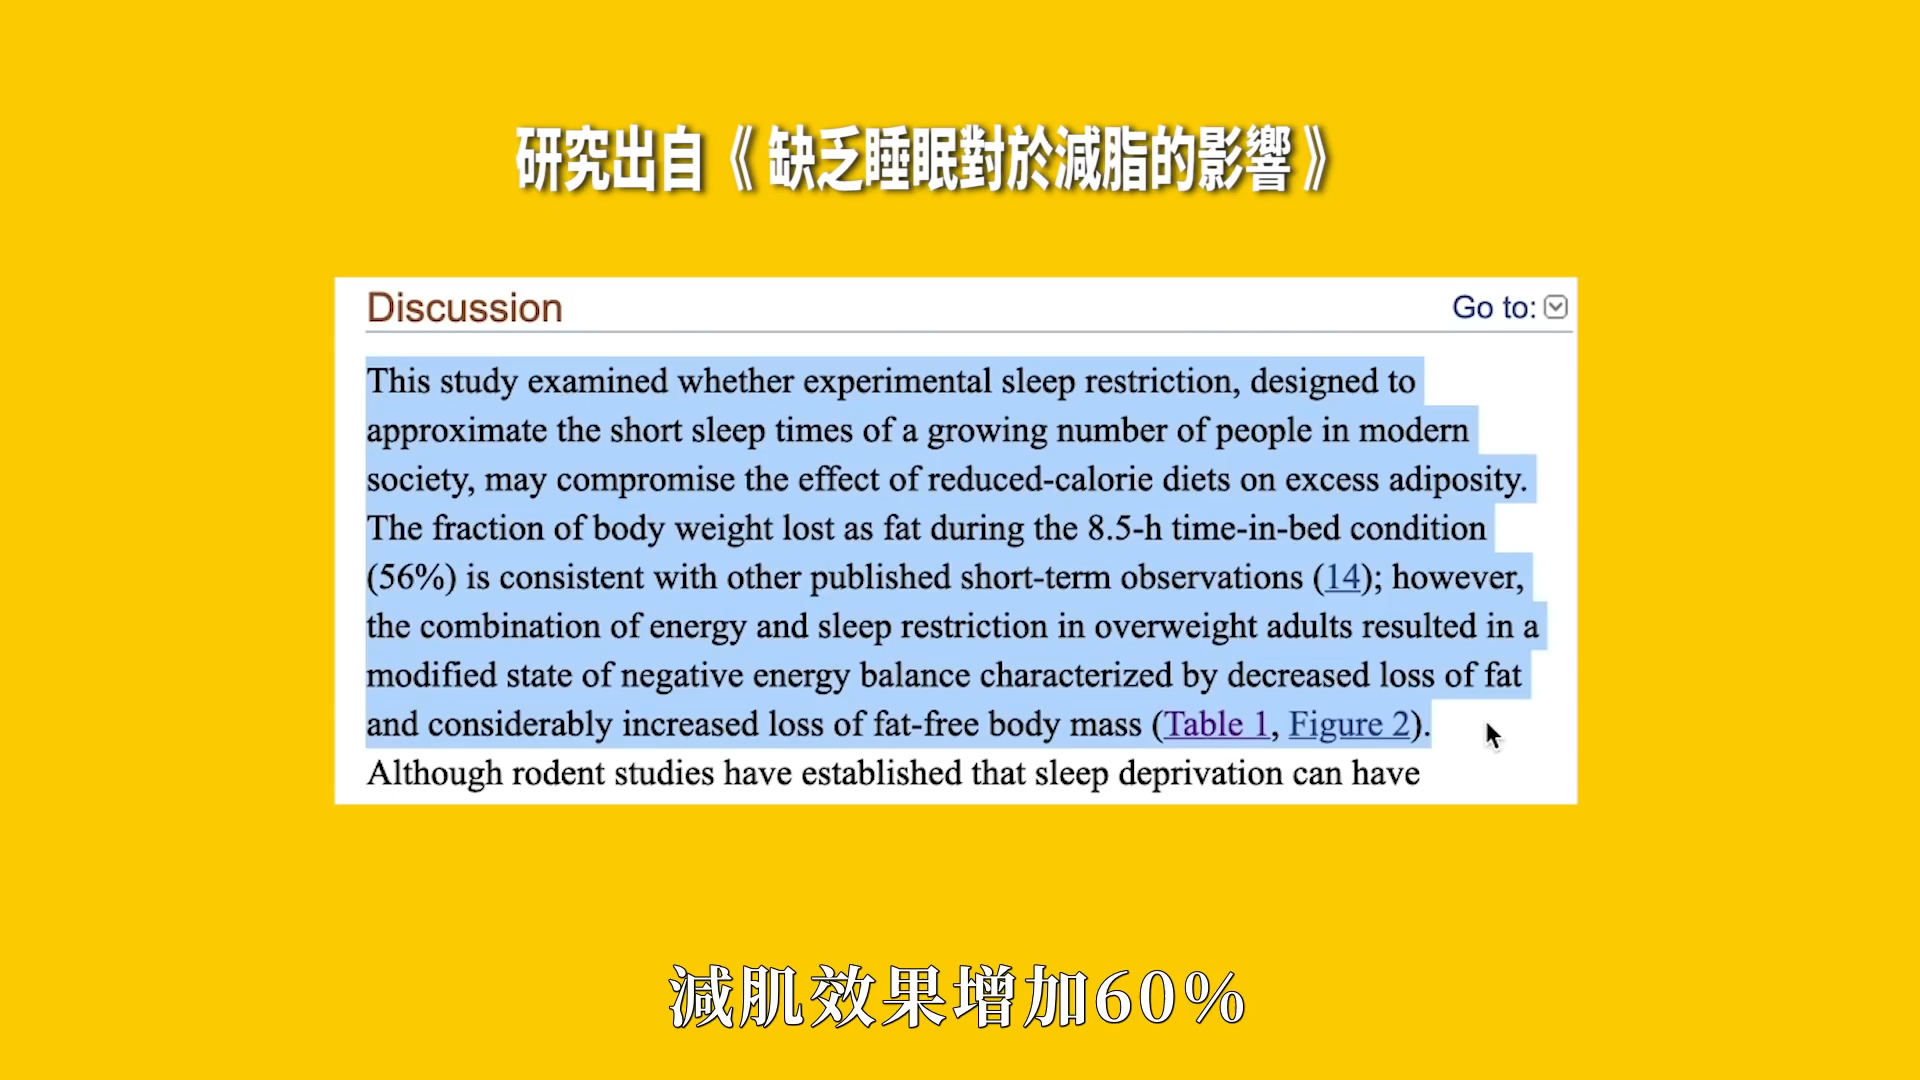 研究出自《缺乏睡眠對於減脂的影響》
Discussion
Go to:
This study examined whether experimental sleep restriction, designed to
approximate the short sleep times of a growing number of people in modern
society, may compromise the effect of reduced-calorie diets on excess adiposity.
The fraction of body weight lost as fat during the 8.5-h time-in-bed condition
(56%) is consistent with other published short-term observations (14); however,
the combination of energy and sleep restriction in overweight adults resulted in a
modified state of negative energy balance characterized by decreased loss of fat
and considerably increased loss of fat-free body mass (Table 1, Figure 2).
Although rodent studies have established that sleep deprivation can have
減肌效果增加60%